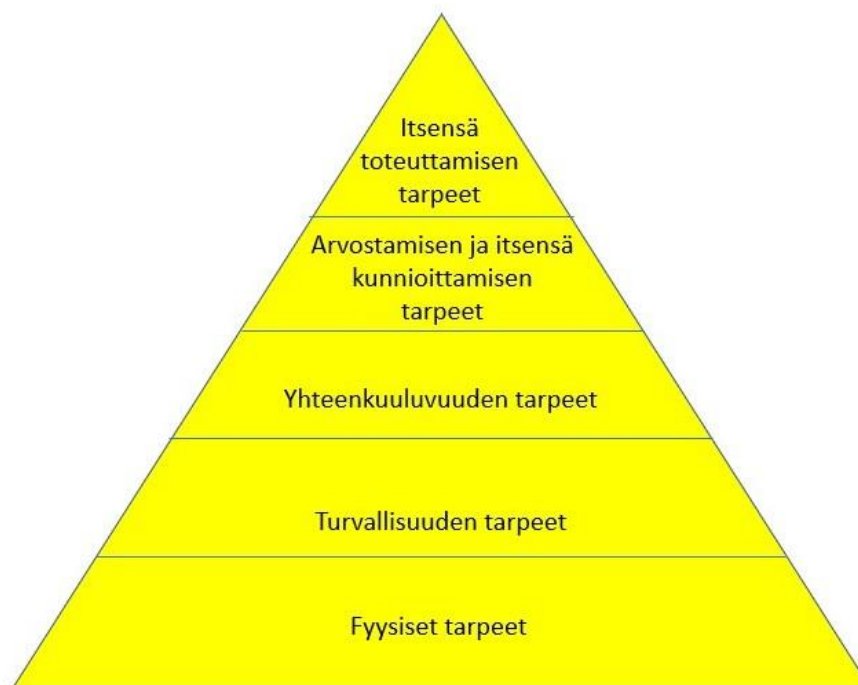 Itsensä
toteuttamisen
tarpeet
Arvostamisen ja itsensä
kunnioittamisen
tarpeet
Yhteenkuuluvuuden tarpeet
Turvallisuuden tarpeet
Fyysiset tarpeet